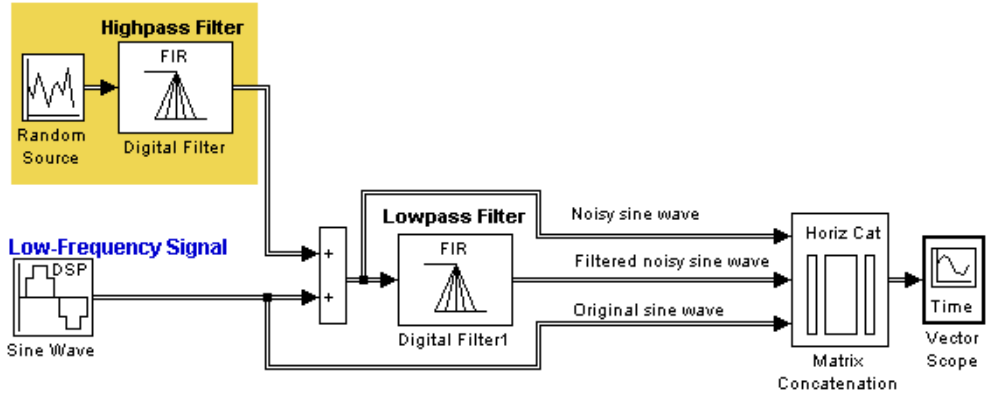 Highpass Filter
FIR
Random
Source
Digital Filter
Low-Frequency Signal
DSP
Sine Wave
+
+
Lowpass Filter
FIR
Digital Filter1
Noisy sine wave
Filtered noisy sine wave
Original sine wave
Horiz Cat
Matrix
Concatenation
Time
Vector
Scope